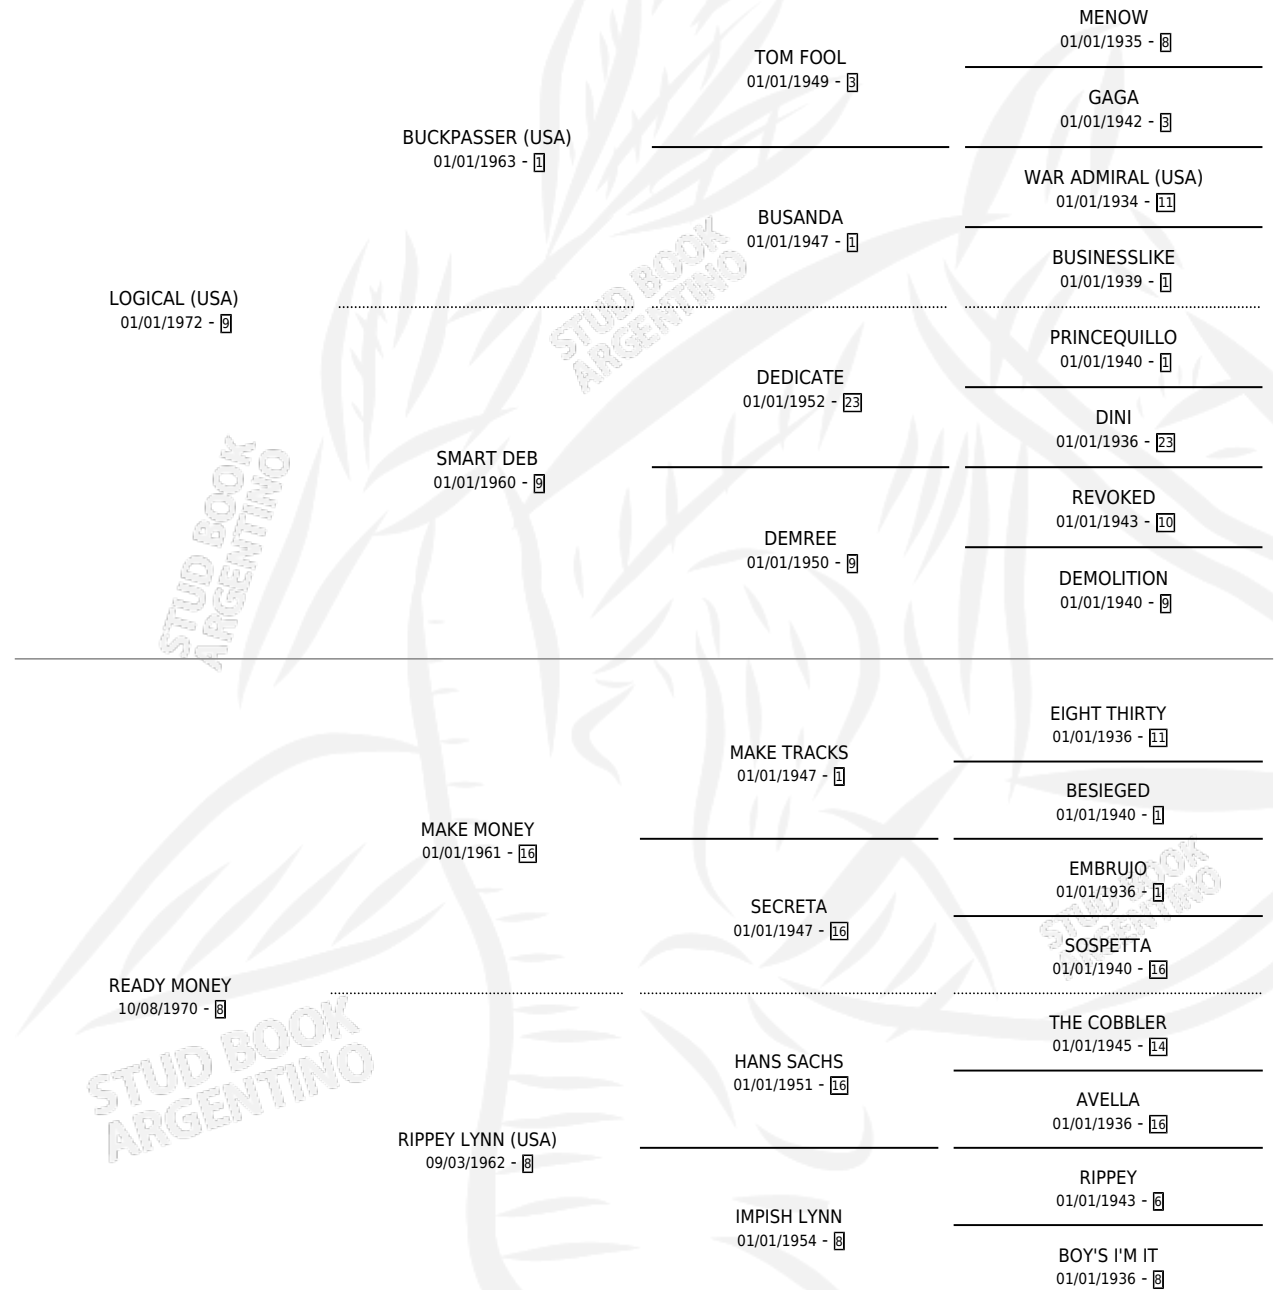 MENOW
01/01/1935 - 8
TOM FOOL
01/01/1949 - 3
GAGA
01/01/1942 - 3
BUCKPASSER (USA)
01/01/1963 - 1
WAR ADMIRAL (USA)
01/01/1934 - 11
BUSANDA
01/01/1947 - 1
BUSINESSLIKE
01/01/1939 - 1
LOGICAL (USA)
01/01/1972 - 9
PRINCEQUILLO
01/01/1940 - 1
DEDICATE
01/01/1952 - 23
DINI
01/01/1936 - 23
SMART DEB
01/01/1960 - 9
REVOKED
01/01/1943 - 10
DEMREE
01/01/1950 - 9
DEMOLITION
01/01/1940 - 9
EIGHT THIRTY
01/01/1936 - 11
MAKE TRACKS
01/01/1947 - 1
BESIEGED
01/01/1940 - 1
MAKE MONEY
01/01/1961 - 16
EMBRUJO
01/01/1936 - 1
SECRETA
01/01/1947 - 16
SOSPETTA
01/01/1940 - 16
READY MONEY
10/08/1970 - 8
THE COBBLER
01/01/1945 - 14
HANS SACHS
01/01/1951 - 16
AVELLA
01/01/1936 - 16
RIPPEY LYNN (USA)
09/03/1962 - 8
RIPPEY
01/01/1943 - 6
IMPISH LYNN
01/01/1954 - 8
BOY'S I'M IT
01/01/1936 - 8
STUD BOOK
ARGENTINO
STUD BOOK
ARGENTINO
STUD BOOK
ARGENTINO
STUD BOOK
ARGENTINO